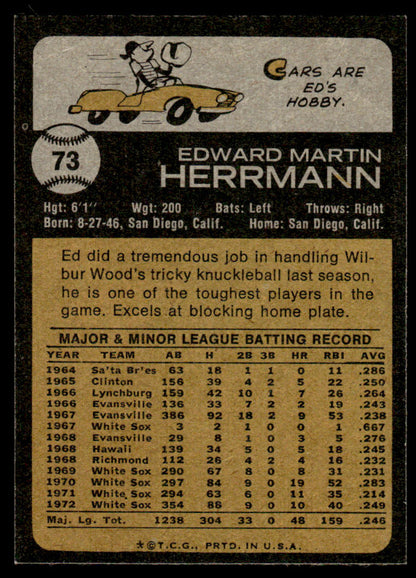 CARS ARE
ED'S
HOBBY.
73
EDWARD MARTIN
HERRMANN
Hgt: 6'1" Wgt: 200 Bats: Left Throws: Right
Born: 8-27-46, San Diego, Calif. Home: San Diego, Calif.
Ed did a tremendous job in handling Wil-
bur Wood's tricky knuckleball last season,
he is one of the toughest players in the
game. Excels at blocking home plate.
MAJOR & MINOR LEAGUE BATTING RECORD
YEAR TEAM AB H 2B 3B HR RBI AVG
1964 Sa'ta Br'es 63 18 1 1 0 11 .286
1965 Clinton 156 39 4 2 5 22 .250
1966 Lynchburg 159 42 10 1 7 26 .264
1966 Evansville 136 33 7 2 2 19 .243
1967 Evansville 386 92 18 2 9 53 .238
1967 White Sox 3 2 1 0 0 1 .667
1968 Evansville 29 8 1 0 3 5 .276
1968 Hawaii 139 34 5 0 5 18 .245
1968 Richmond 112 26 4 2 4 16 .232
1969 White Sox 290 67 8 0 8 31 .231
1970 White Sox 297 84 9 0 19 52 .283
1971 White Sox 294 63 6 0 11 35 .214
1972 White Sox 354 88 9 0 10 40 .249
Maj. Lg. Tot. 1238 304 33 0 48 159 .246
*©T.C.G., PRTD. IN U.S.A.